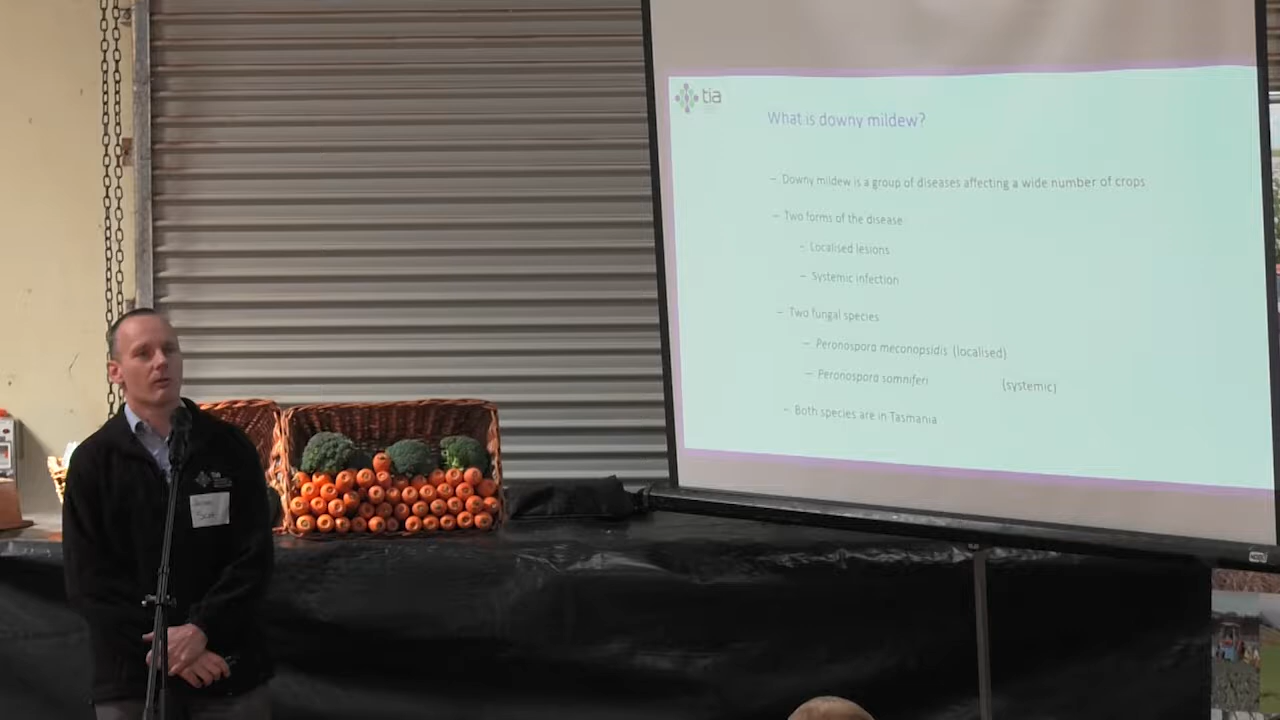 tia
What is downy mildew?
– Downy mildew is a group of diseases affecting a wide number of crops
– Two forms of the disease
– Localised lesions
– Systemic infection
– Two fungal species
– Peronospora meconopsidis (localised)
– Peronospora somniferi (systemic)
– Both species are in Tasmania
tia